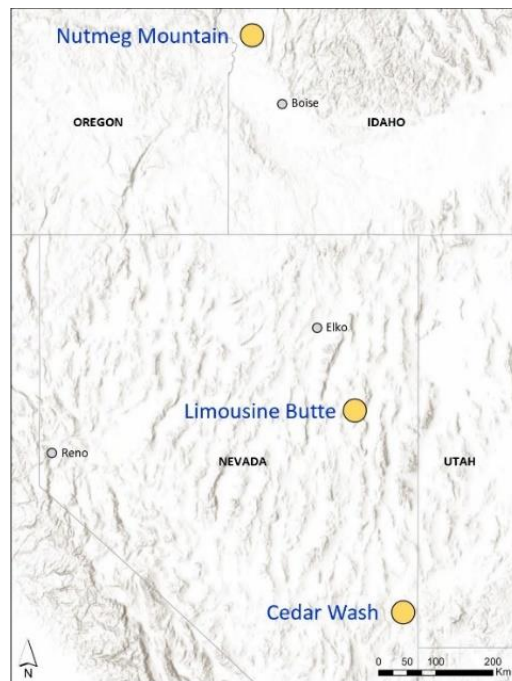 Nutmeg Mountain
Boise
OREGON
IDAHO
Elko
Limousine Butte
Reno
NEVADA
UTAH
Cedar Wash
N
0 50 100 200
Km